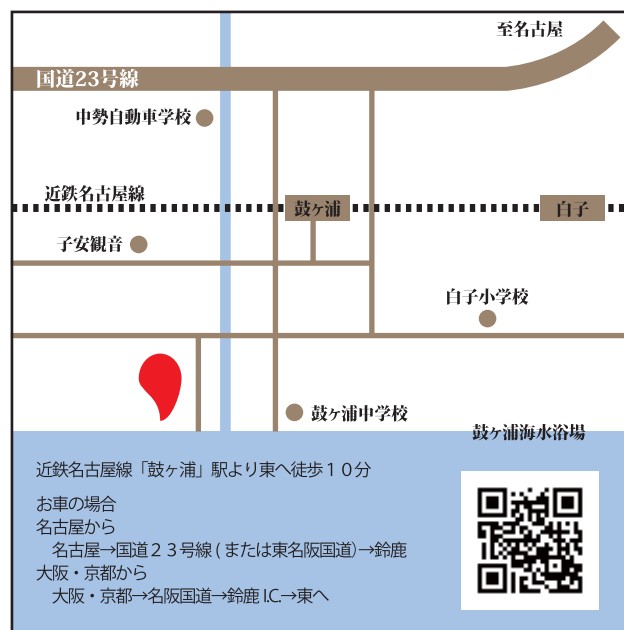 至名古屋
国道23号線
中勢自動車学校
近鉄名古屋線
鼓ヶ浦
白子
子安観音
白子小学校
鼓ヶ浦中学校
鼓ヶ浦海水浴場
近鉄名古屋線「鼓ヶ浦」駅より東へ徒歩１０分
お車の場合
名古屋から
名古屋→国道２３号線(または東名阪国道)→鈴鹿
大阪・京都から
大阪・京都→名阪国道→鈴鹿I.C.→東へ